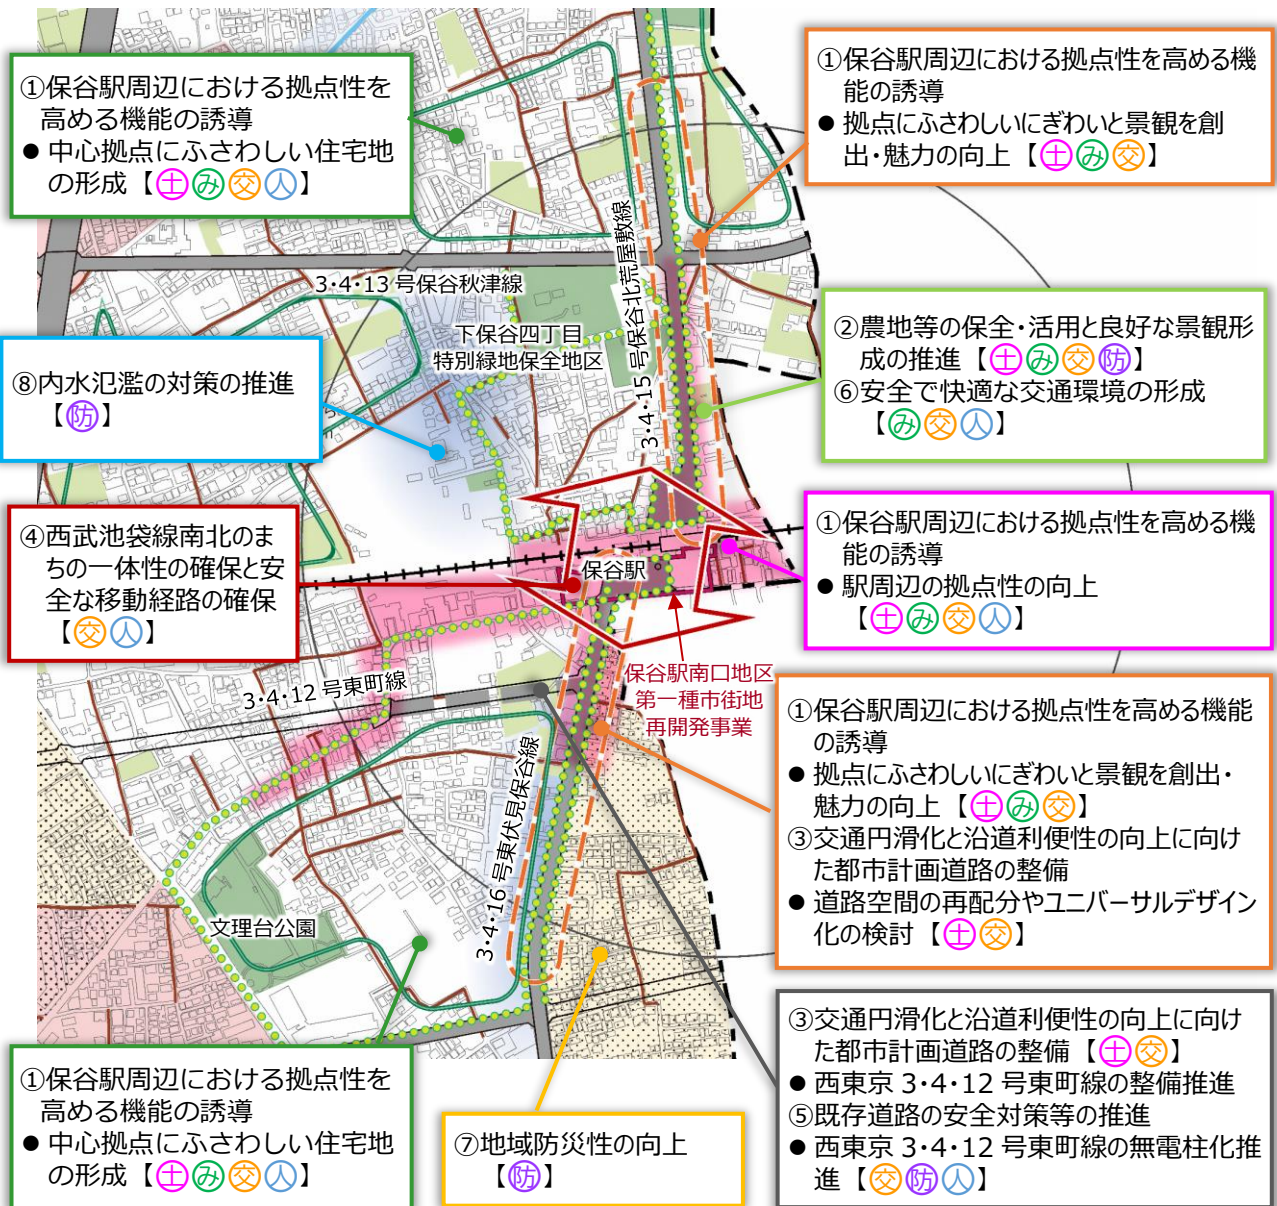 ①保谷駅周辺における拠点性を
高める機能の誘導
● 中心拠点にふさわしい住宅地
の形成【土み交人】
①保谷駅周辺における拠点性を高める機
能の誘導
● 拠点にふさわしいにぎわいと景観を創
出・魅力の向上【土み交】
3・4・13 号保谷秋津線
下保谷四丁目
特別緑地保全地区
3・4・15 号保谷北荒屋敷線
②農地等の保全・活用と良好な景観形
成の推進【土み交防】
⑥安全で快適な交通環境の形成
【み交人】
⑧内水氾濫の対策の推進
【防】
④西武池袋線南北のま
ちの一体性の確保と安
全な移動経路の確保
【交人】
保谷駅
①保谷駅周辺における拠点性を高める機
能の誘導
● 駅周辺の拠点性の向上
【土み交人】
保谷駅南口地区
第一種市街地
再開発事業
3・4・12 号東町線
3・4・16 号東伏見保谷線
文理台公園
①保谷駅周辺における拠点性を高める機能
の誘導
● 拠点にふさわしいにぎわいと景観を創出・
魅力の向上【土み交】
③交通円滑化と沿道利便性の向上に向け
た都市計画道路の整備
● 道路空間の再配分やユニバーサルデザイン
化の検討【土交】
①保谷駅周辺における拠点性を
高める機能の誘導
● 中心拠点にふさわしい住宅地
の形成【土み交人】
⑦地域防災性の向上
【防】
③交通円滑化と沿道利便性の向上に向け
た都市計画道路の整備【土交】
● 西東京 3・4・12 号東町線の整備推進
⑤既存道路の安全対策等の推進
● 西東京 3・4・12 号東町線の無電柱化推
進【交防人】